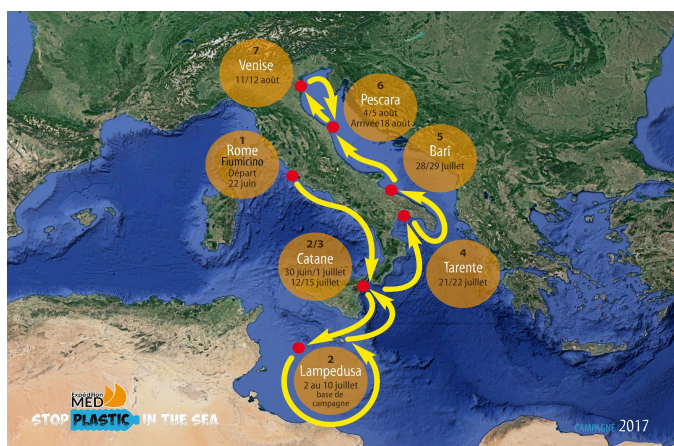 7
Venise
11/12 août
6
Pescara
4/5 août
Arrivée18 août
1
Rome
Fiumicino
Départ
22 juin
5
Bari
28/29 juillet
2/3
Catane
30 juin/1 juillet
12/15 juillet
4
Tarente
21/22 juillet
2
Lampedusa
2 au 10 juillet
base de
campagne
Expédition
MED
STOP PLASTIC IN THE SEA
CAMPAGNE 2017